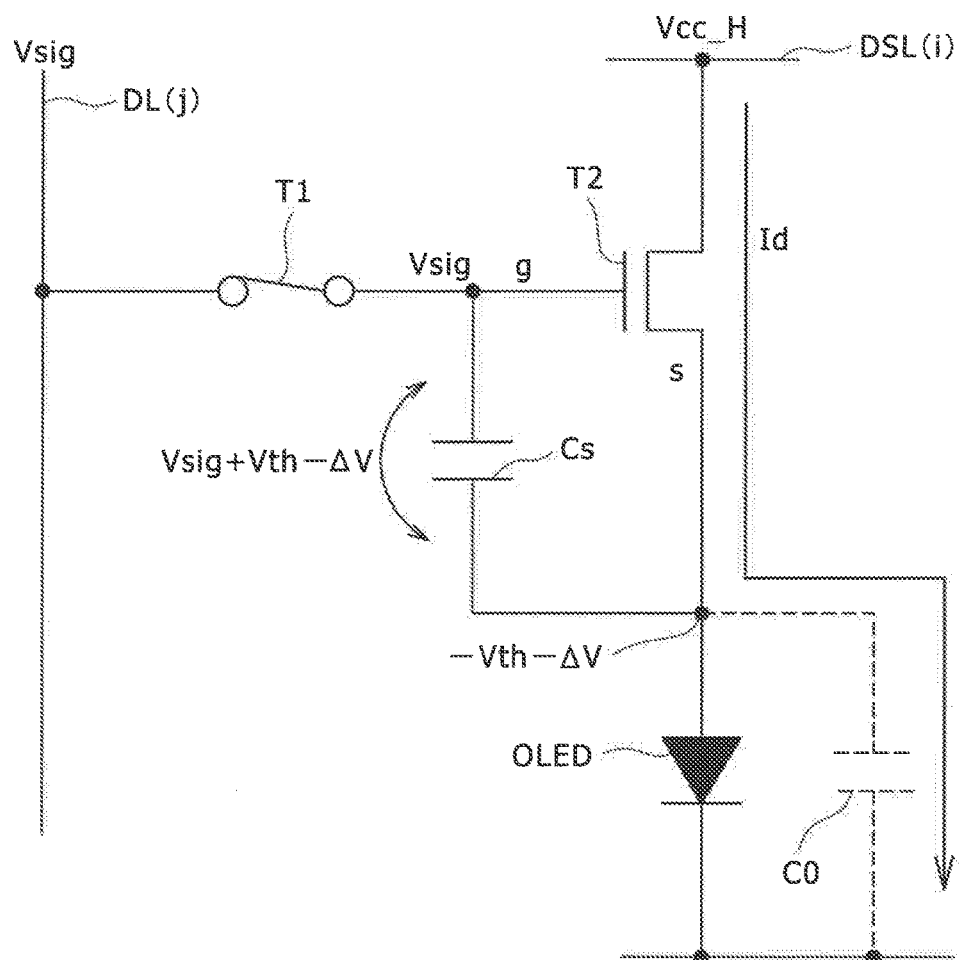 Vcc_H
DSL(i)
Vsig
DL(j)
T1
T2
Id
Vsig
g
s
Vsig+Vth−ΔV
Cs
−Vth−ΔV
OLED
C0